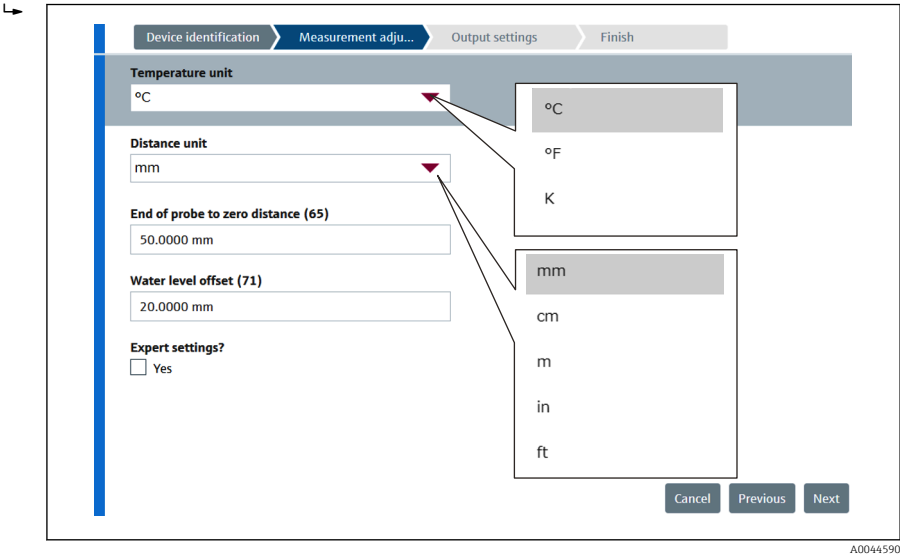 Device identification
Measurement adju...
Output settings
Finish
Temperature unit
°C
Distance unit
mm
End of probe to zero distance (65)
50.0000 mm
Water level offset (71)
20.0000 mm
Expert settings?
Yes
°C
°F
K
mm
cm
m
in
ft
Cancel
Previous
Next
A0044590